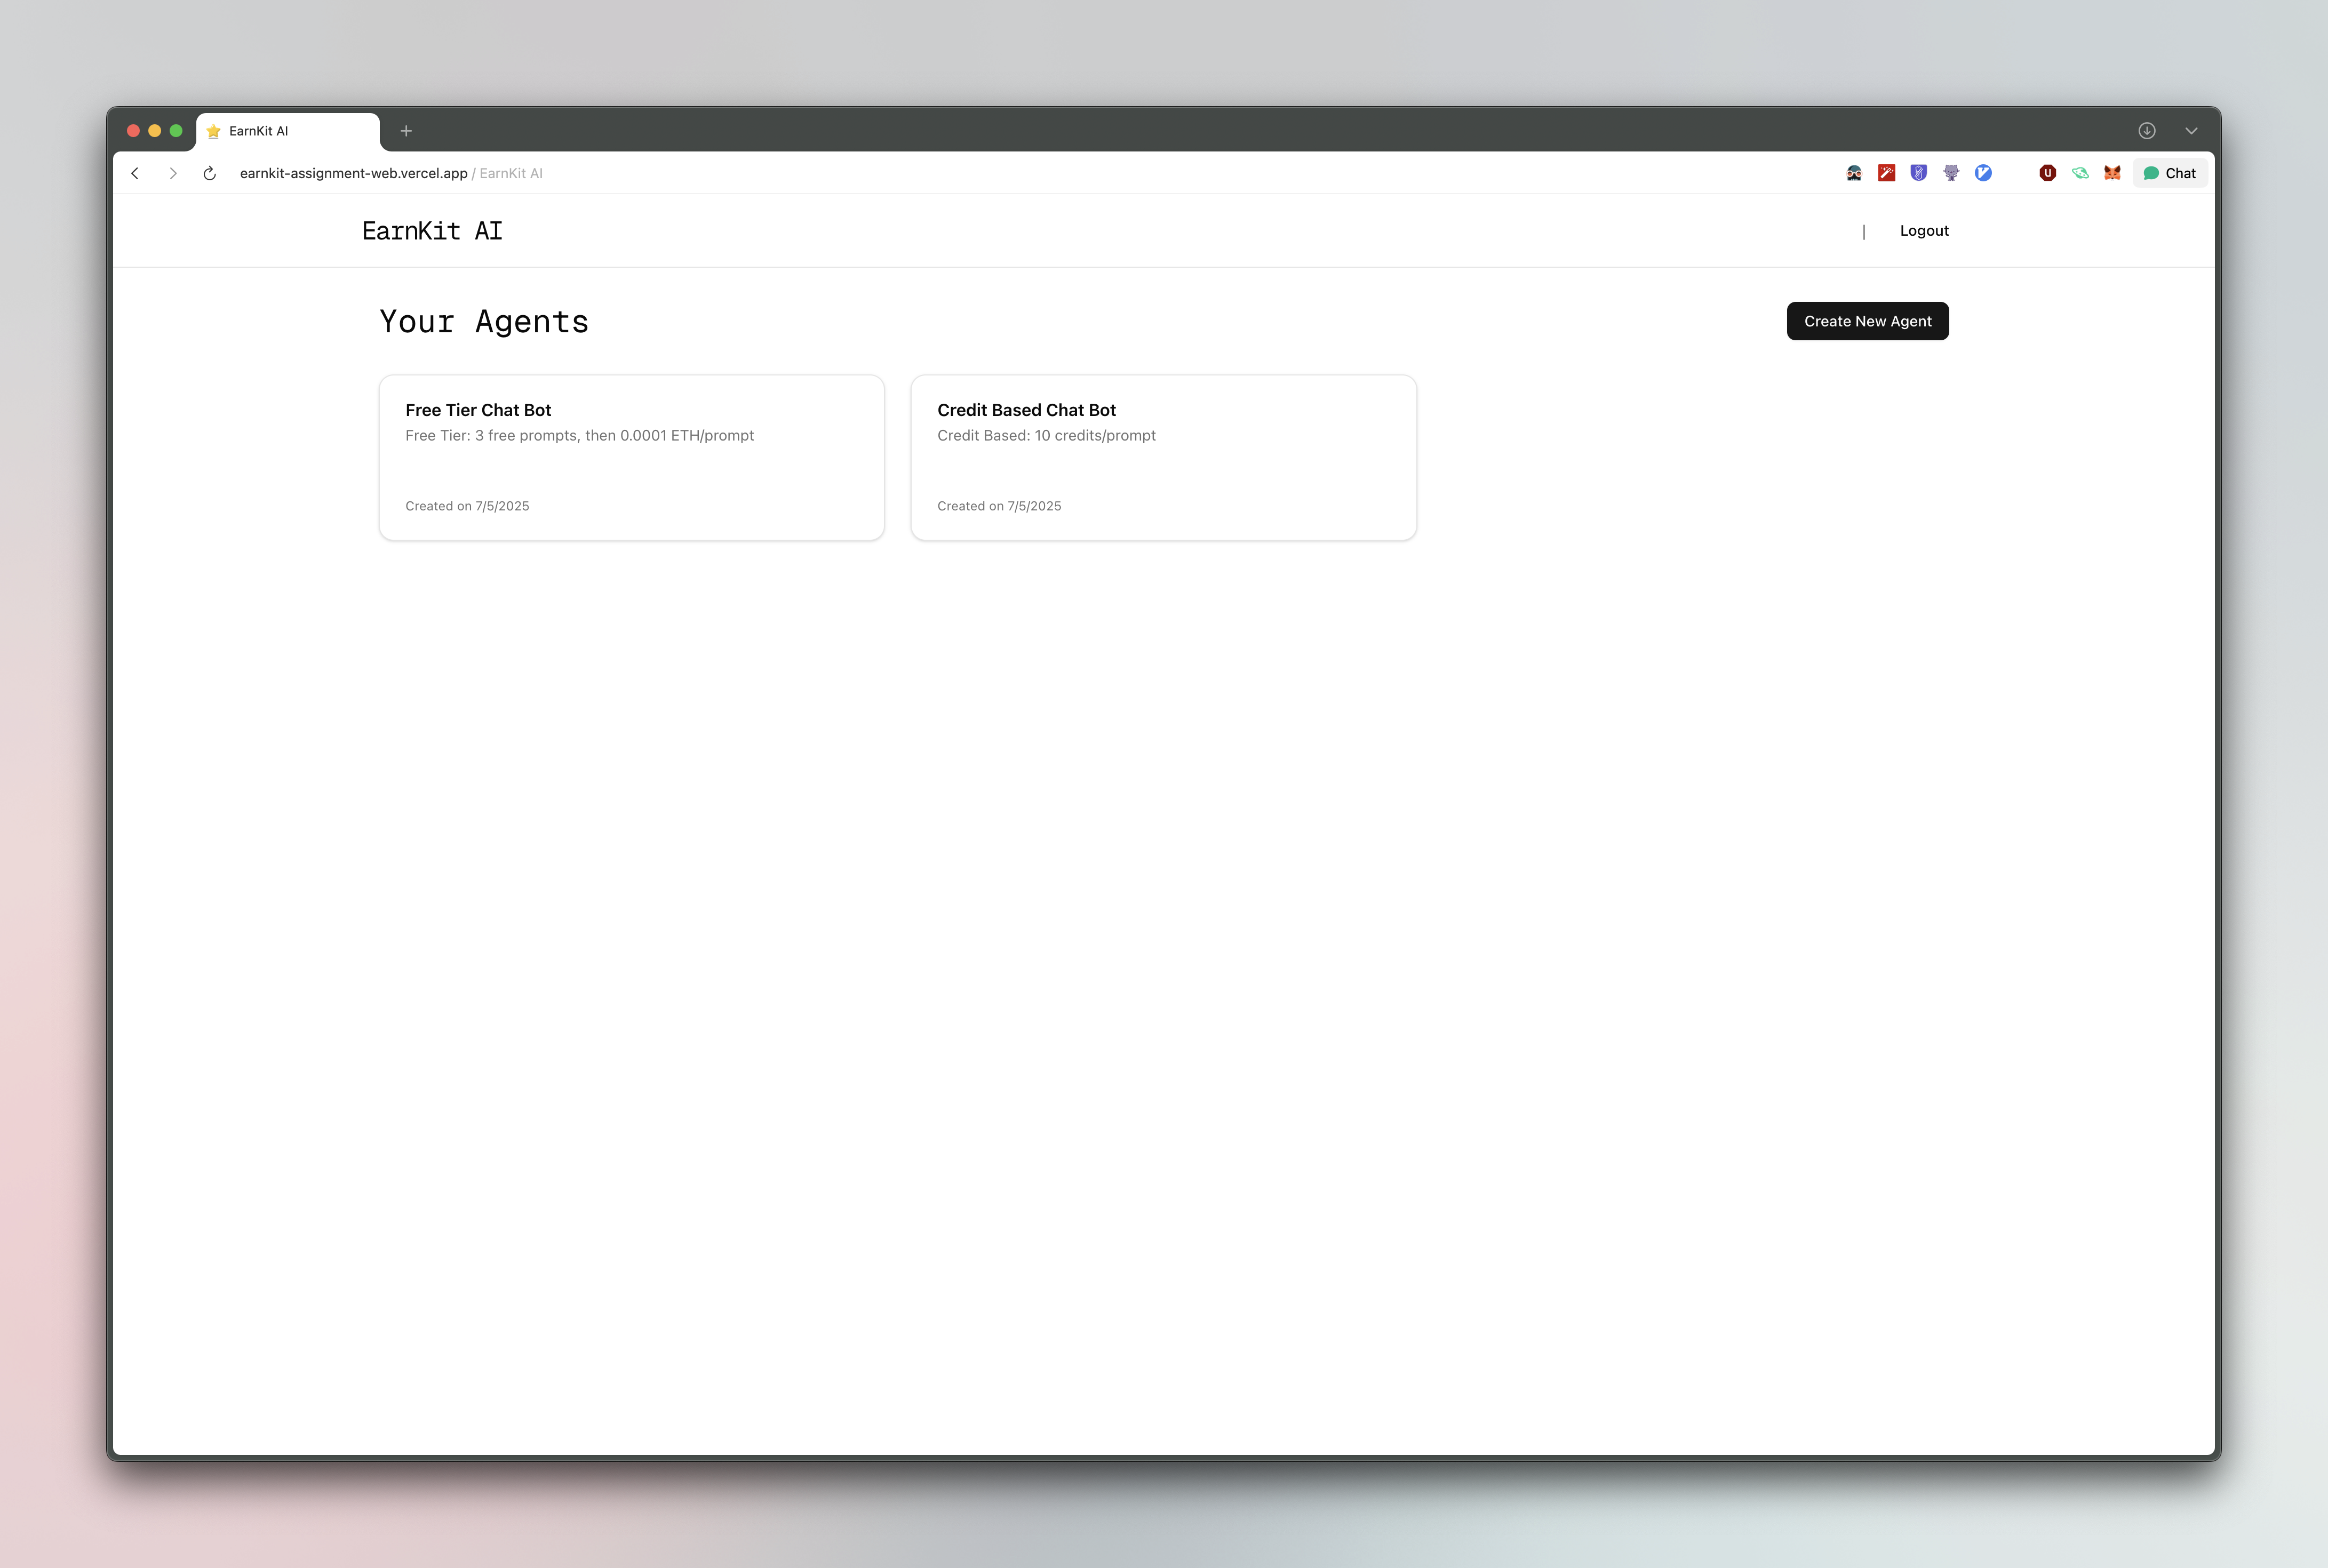 EarnKit AI
earnkit-assignment-web.vercel.app / EarnKit AI
Chat
EarnKit AI
|
Logout
Your Agents
Create New Agent
Free Tier Chat Bot
Free Tier: 3 free prompts, then 0.0001 ETH/prompt
Created on 7/5/2025
Credit Based Chat Bot
Credit Based: 10 credits/prompt
Created on 7/5/2025